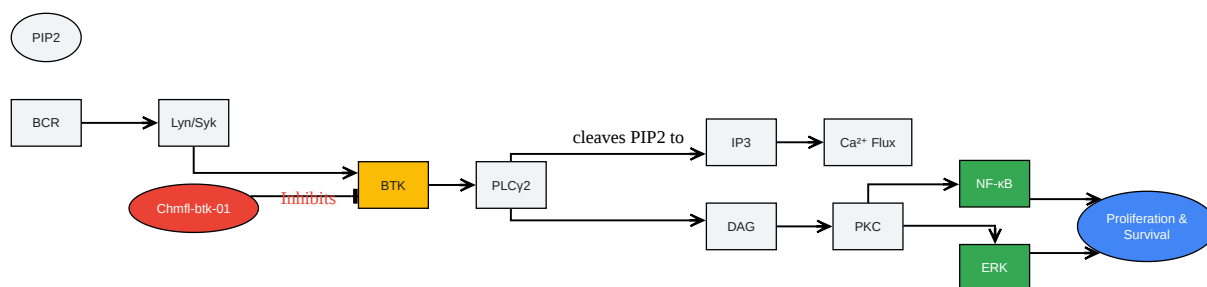 PIP2
BCR
Lyn/Syk
cleaves PIP2 to
IP3
Ca²⁺ Flux
Chmfl-btk-01
Inhibits
BTK
PLCγ2
DAG
PKC
NF-κB
ERK
Proliferation &
Survival